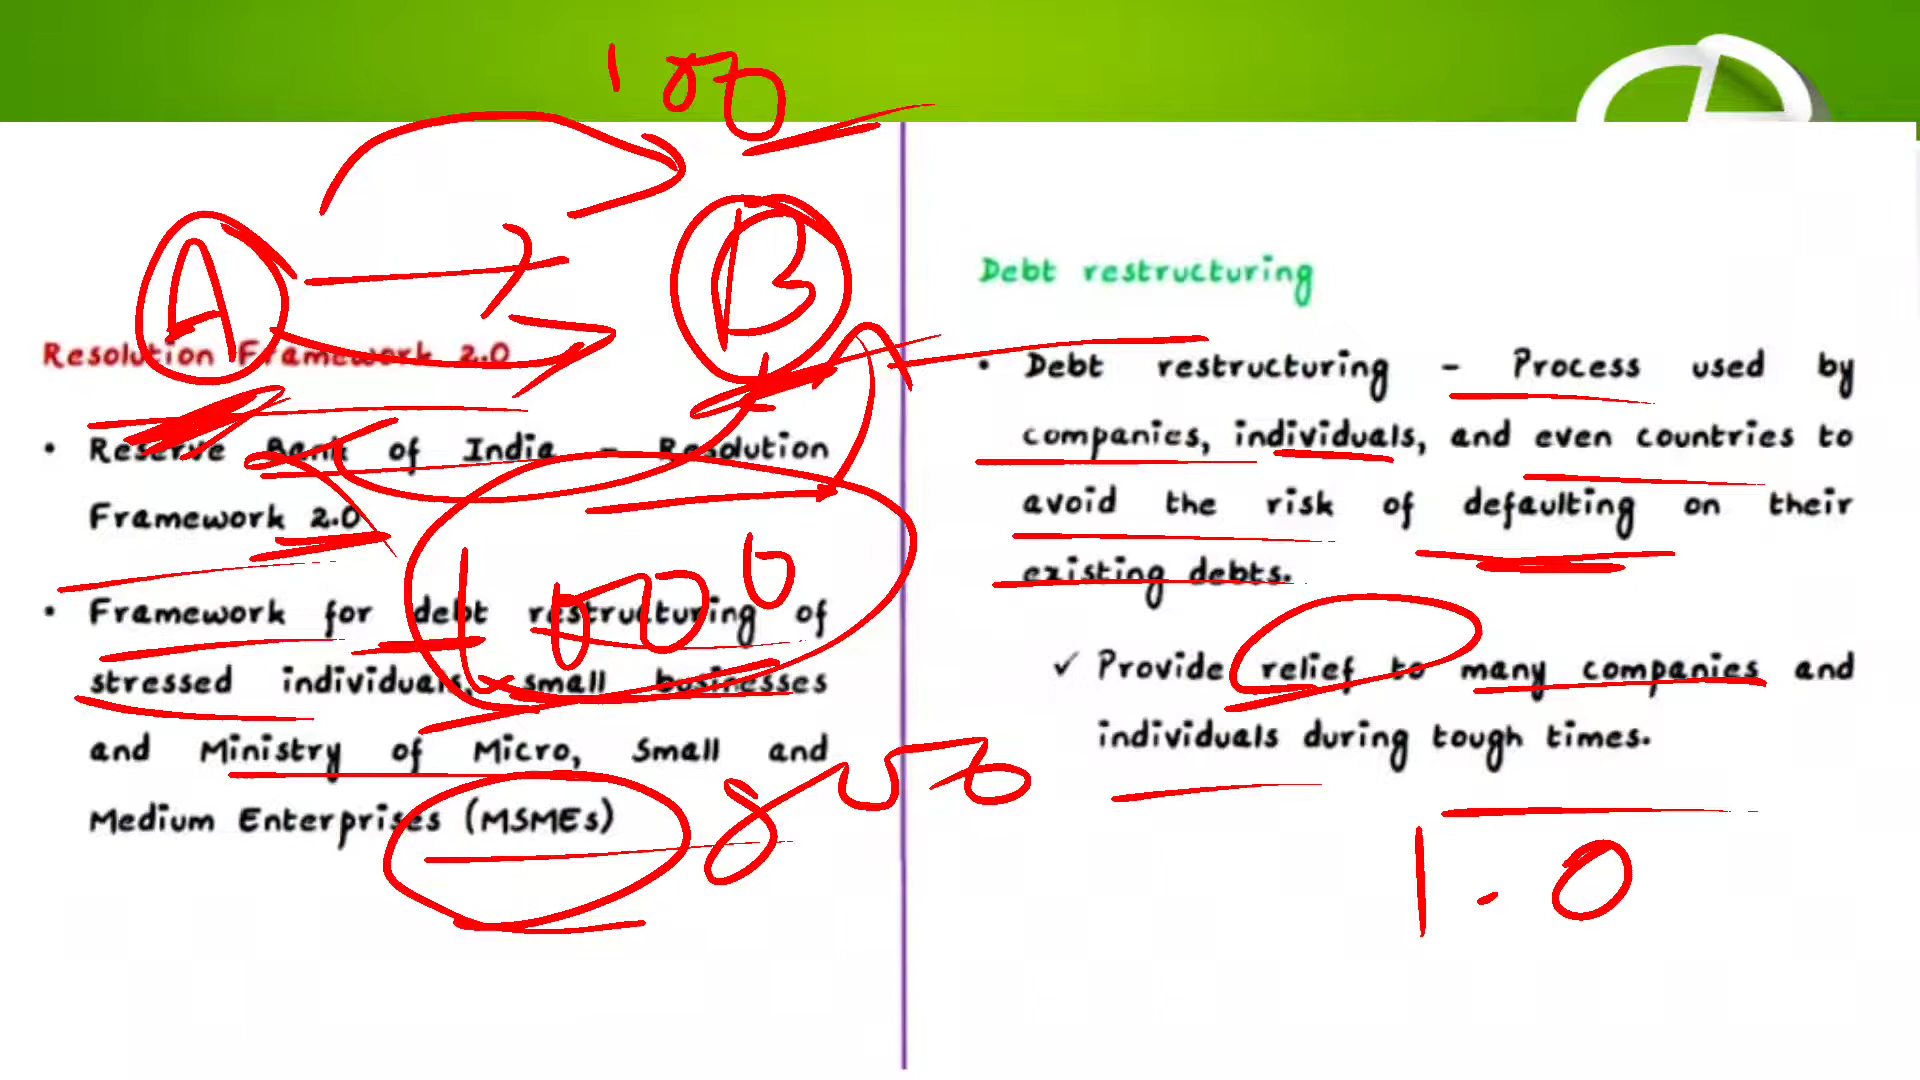 100
A
B
Resolution Framework 2.0
• Reserve Bank of India – Resolution
Framework 2.0
• Framework for debt restructuring of
stressed individuals, small businesses
and Ministry of Micro, Small and
Medium Enterprises (MSMEs)
1000
Debt restructuring
• Debt restructuring – Process used by
companies, individuals, and even countries to
avoid the risk of defaulting on their
existing debts.
✓ Provide relief to many companies and
individuals during tough times.
1.0